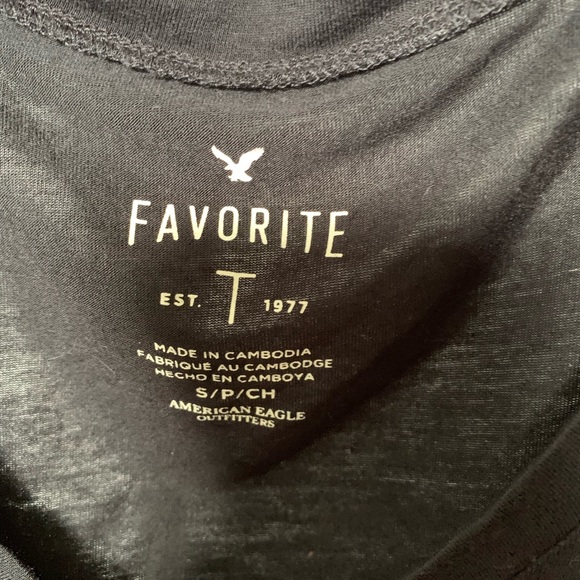 FAVORITE
EST. T 1977
MADE IN CAMBODIA
FABRIQUÉ AU CAMBODGE
HECHO EN CAMBOYA
S/P/CH
AMERICAN EAGLE
OUTFITTERS